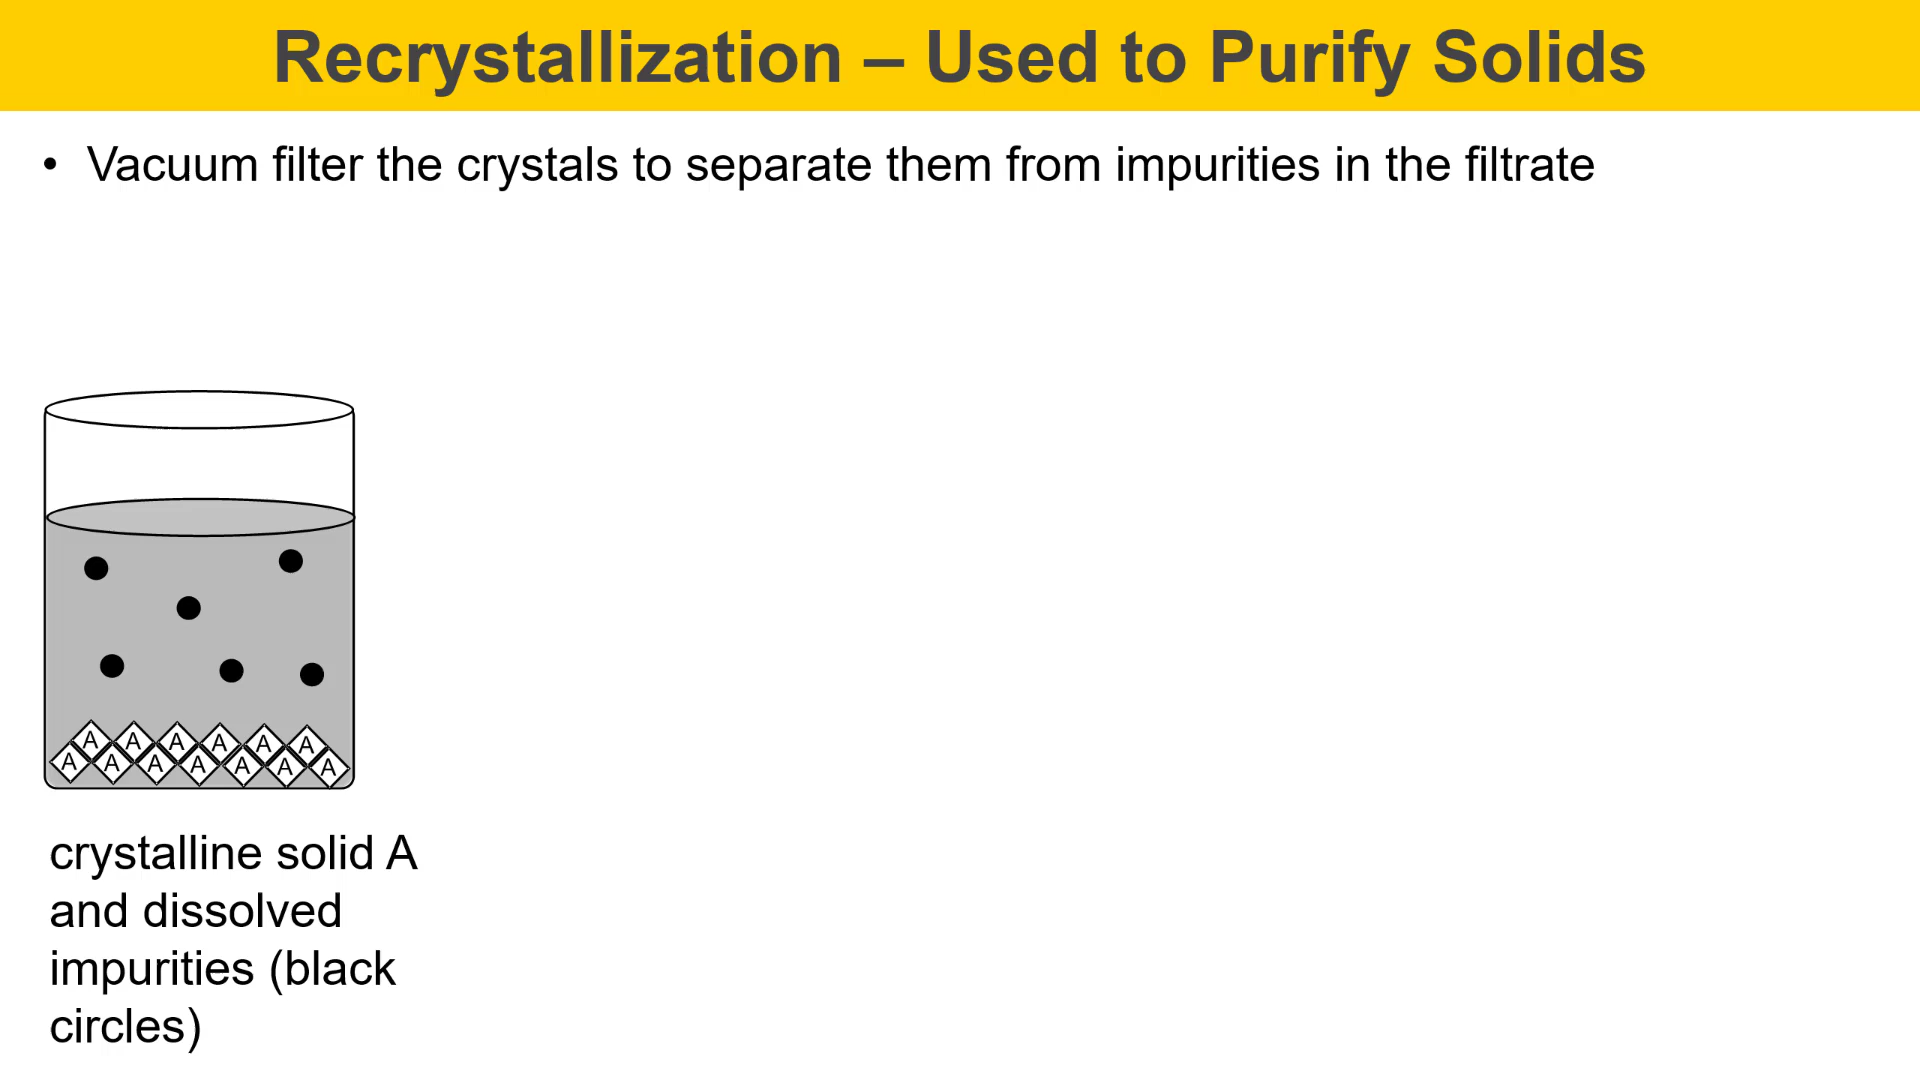 Recrystallization – Used to Purify Solids
• Vacuum filter the crystals to separate them from impurities in the filtrate
A A A A A A
A A A A A A A
crystalline solid A
and dissolved
impurities (black
circles)